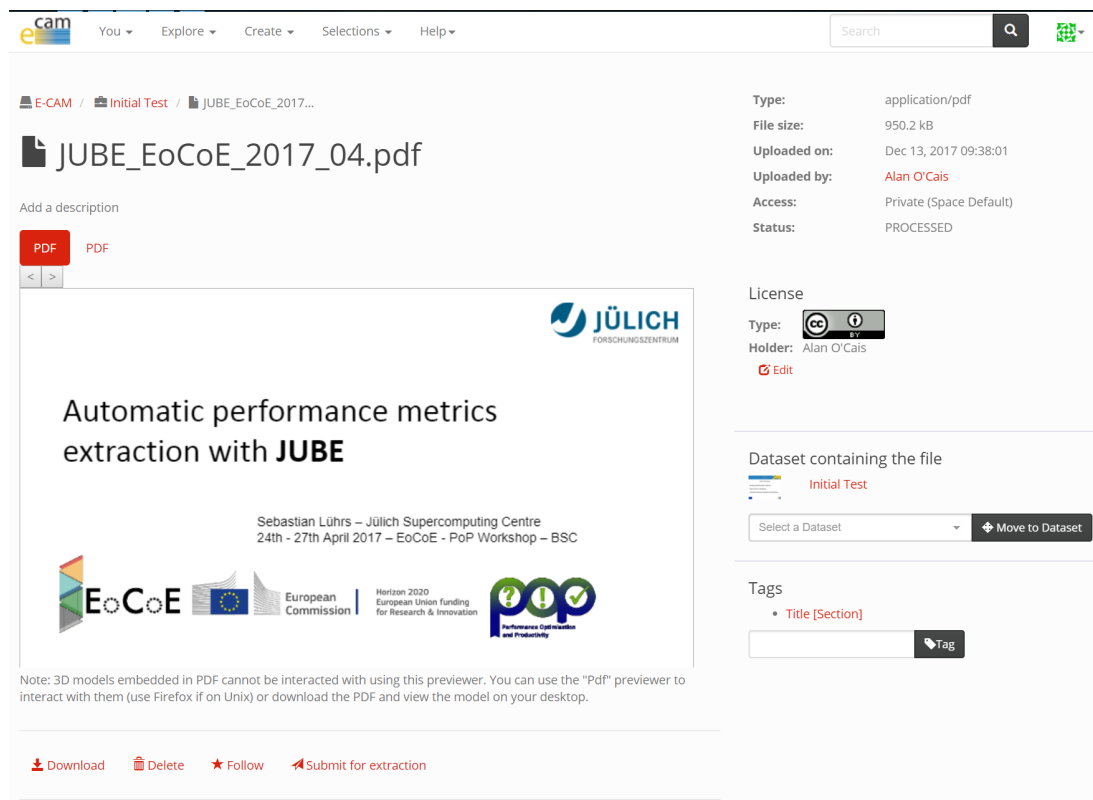 e cam
You
Explore
Create
Selections
Help
Search
E-CAM / Initial Test / JUBE_EoCoE_2017...
JUBE_EoCoE_2017_04.pdf
Add a description
PDF
PDF
< >
JÜLICH
FORSCHUNGSZENTRUM
Automatic performance metrics
extraction with JUBE
Sebastian Lührs – Jülich Supercomputing Centre
24th - 27th April 2017 – EoCoE - PoP Workshop – BSC
EoCoE
European
Commission
Horizon 2020
European Union funding
for Research & Innovation
pop
Performance Optimisation
and Productivity
Note: 3D models embedded in PDF cannot be interacted with using this previewer. You can use the "Pdf" previewer to
interact with them (use Firefox if on Unix) or download the PDF and view the model on your desktop.
Download
Delete
Follow
Submit for extraction
Type: application/pdf
File size: 950.2 kB
Uploaded on: Dec 13, 2017 09:38:01
Uploaded by: Alan O'Cais
Access: Private (Space Default)
Status: PROCESSED
License
Type: cc BY
Holder: Alan O'Cais
Edit
Dataset containing the file
Initial Test
Select a Dataset
Move to Dataset
Tags
Title [Section]
Tag